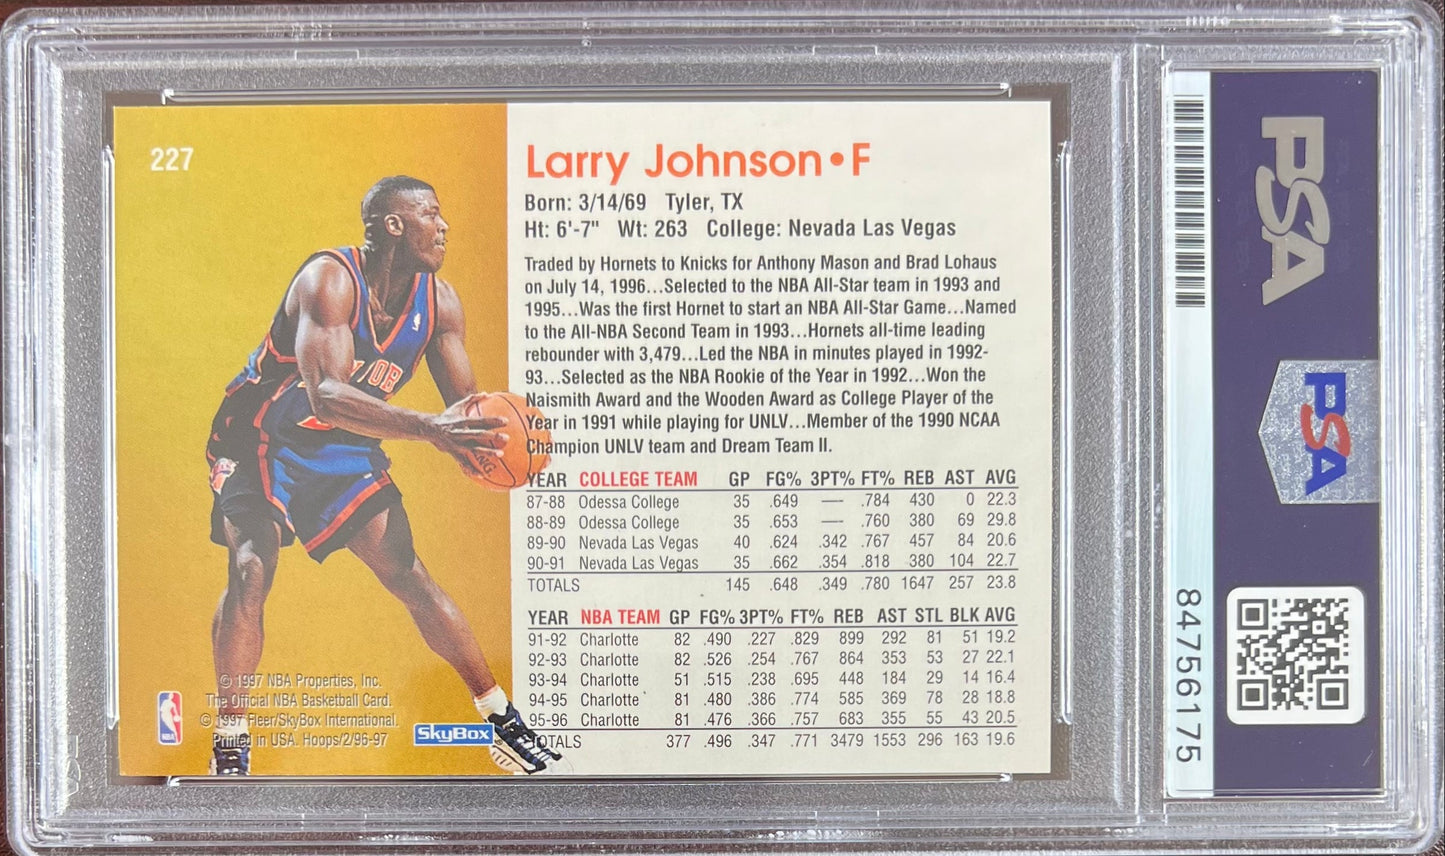 227
Larry Johnson • F
Born: 3/14/69 Tyler, TX
Ht: 6'-7" Wt: 263 College: Nevada Las Vegas
Traded by Hornets to Knicks for Anthony Mason and Brad Lohaus
on July 14, 1996...Selected to the NBA All-Star team in 1993 and
1995...Was the first Hornet to start an NBA All-Star Game...Named
to the All-NBA Second Team in 1993...Hornets all-time leading
rebounder with 3,479...Led the NBA in minutes played in 1992-
93...Selected as the NBA Rookie of the Year in 1992...Won the
Naismith Award and the Wooden Award as College Player of the
Year in 1991 while playing for UNLV...Member of the 1990 NCAA
Champion UNLV team and Dream Team II.
YEAR COLLEGE TEAM GP FG% 3PT% FT% REB AST AVG
87-88 Odessa College 35 .649 — .784 430 0 22.3
88-89 Odessa College 35 .653 — .760 380 69 29.8
89-90 Nevada Las Vegas 40 .624 .342 .767 457 84 20.6
90-91 Nevada Las Vegas 35 .662 .354 .818 380 104 22.7
TOTALS 145 .648 .349 .780 1647 257 23.8
YEAR NBA TEAM GP FG% 3PT% FT% REB AST STL BLK AVG
91-92 Charlotte 82 .490 .227 .829 899 292 81 51 19.2
92-93 Charlotte 82 .526 .254 .767 864 353 53 27 22.1
93-94 Charlotte 51 .515 .238 .695 448 184 29 14 16.4
94-95 Charlotte 81 .480 .386 .774 585 369 78 28 18.8
95-96 Charlotte 81 .476 .366 .757 683 355 55 43 20.5
TOTALS 377 .496 .347 .771 3479 1553 296 163 19.6
© 1997 NBA Properties, Inc.
The Official NBA Basketball Card.
© 1997 Fleer/SkyBox International.
Printed in USA. Hoops/2/96-97
NBA
SkyBox
PSA
PSA
84756175